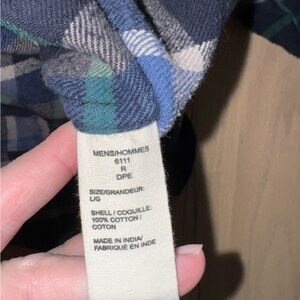 MENS/HOMMES
6111
R
DPE
SIZE/GRANDEUR:
L/G
SHELL / COQUILLE:
100% COTTON /
COTON
MADE IN INDIA/
FABRIQUÉ EN INDE